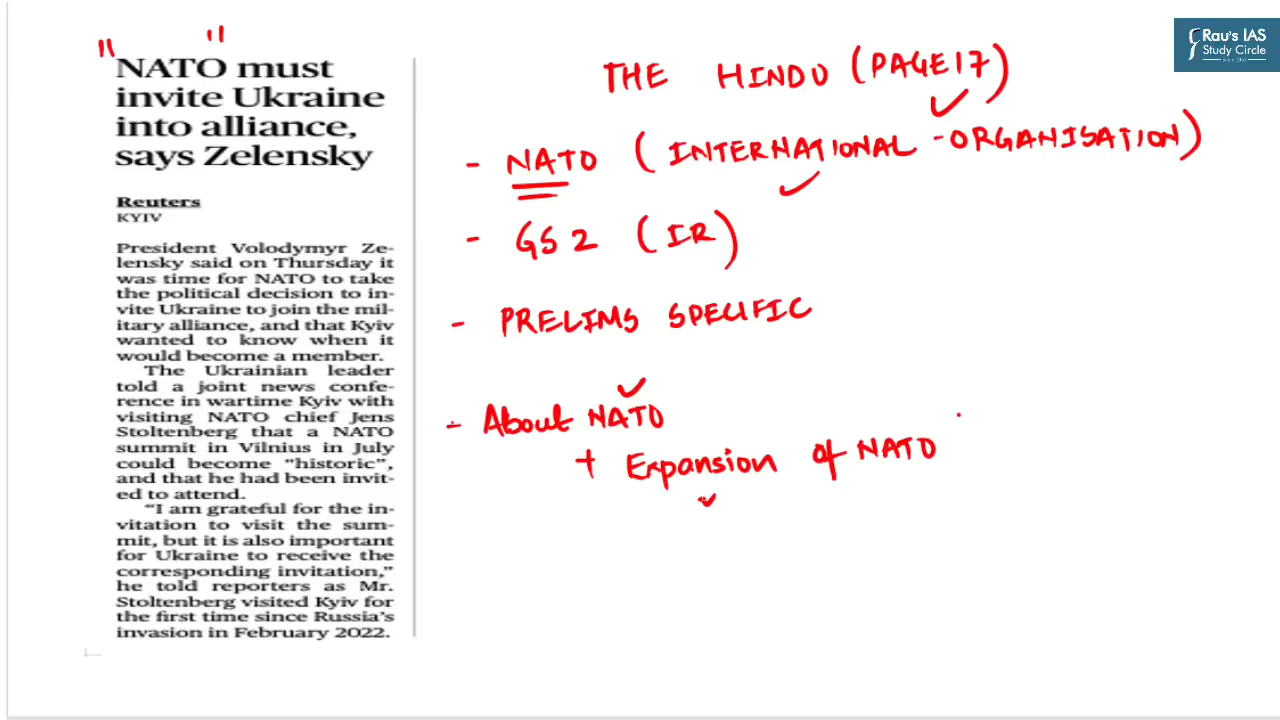 Rau's IAS
Study Circle
Since 1953
" "
NATO must
invite Ukraine
into alliance,
says Zelensky
Reuters
KYIV
President Volodymyr Ze-
lensky said on Thursday it
was time for NATO to take
the political decision to in-
vite Ukraine to join the mil-
itary alliance, and that Kyiv
wanted to know when it
would become a member.
The Ukrainian leader
told a joint news confe-
rence in wartime Kyiv with
visiting NATO chief Jens
Stoltenberg that a NATO
summit in Vilnius in July
could become "historic",
and that he had been invit-
ed to attend.
"I am grateful for the in-
vitation to visit the sum-
mit, but it is also important
for Ukraine to receive the
corresponding invitation,"
he told reporters as Mr.
Stoltenberg visited Kyiv for
the first time since Russia's
invasion in February 2022.
THE HINDU (PAGE 17)
- NATO (INTERNATIONAL -ORGANISATION)
- GS 2 (IR)
- PRELIMS SPECIFIC
- About NATO
+ Expansion of NATO